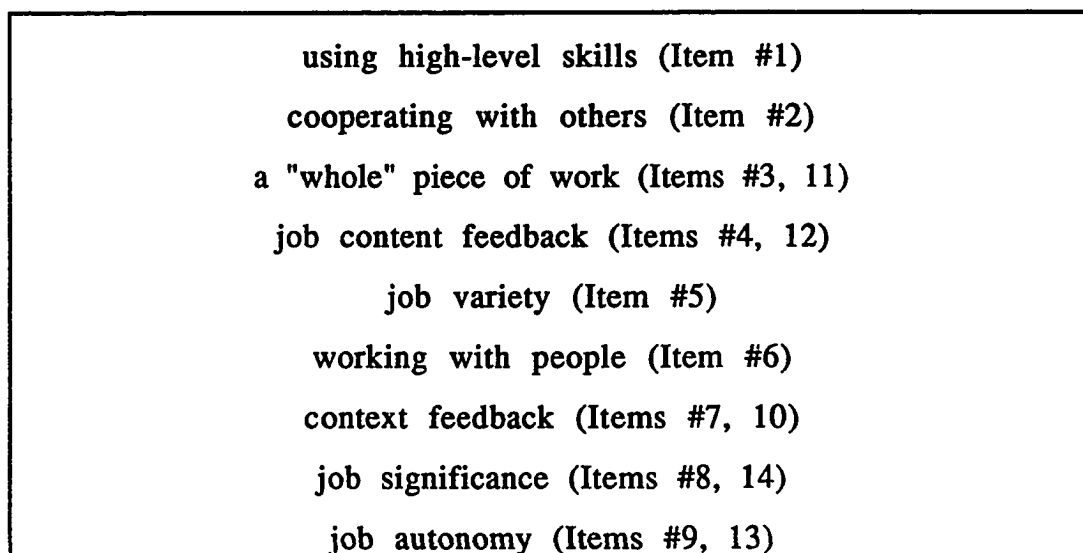 using high-level skills (Item #1)
cooperating with others (Item #2)
a "whole" piece of work (Items #3, 11)
job content feedback (Items #4, 12)
job variety (Item #5)
working with people (Item #6)
context feedback (Items #7, 10)
job significance (Items #8, 14)
job autonomy (Items #9, 13)